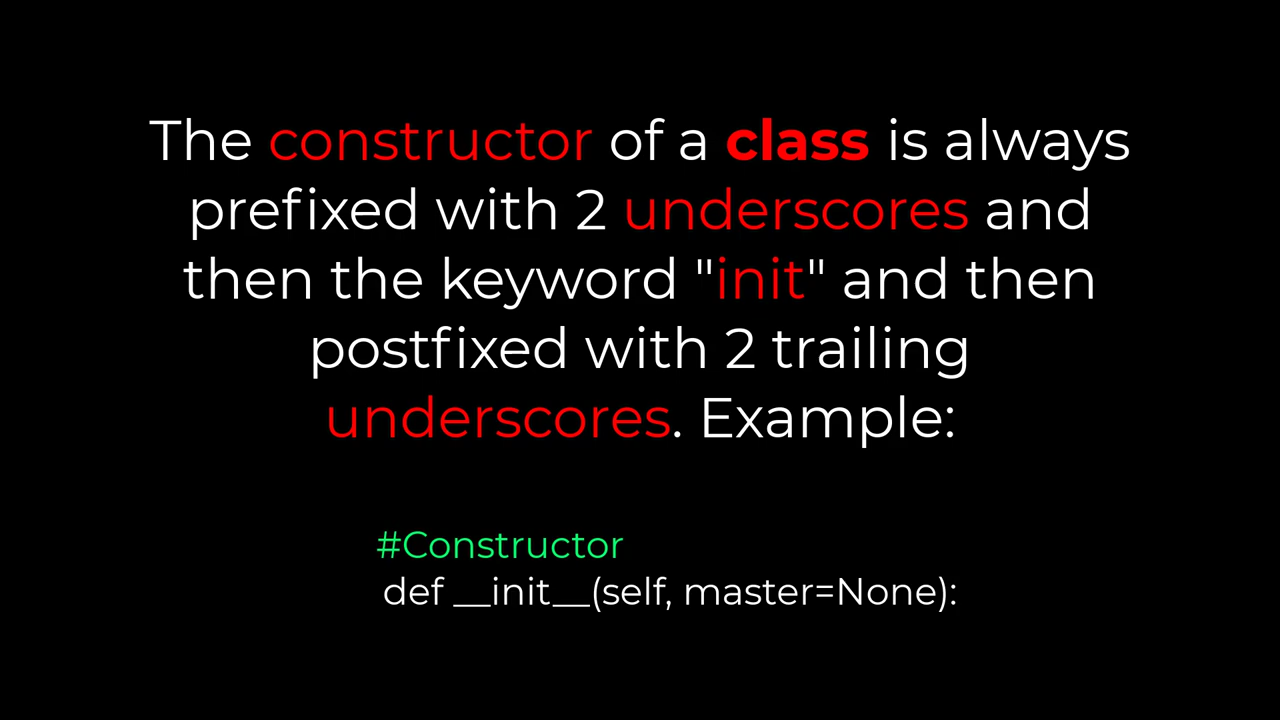 The constructor of a class is always
prefixed with 2 underscores and
then the keyword "init" and then
postfixed with 2 trailing
underscores. Example:
#Constructor
def __init__(self, master=None):